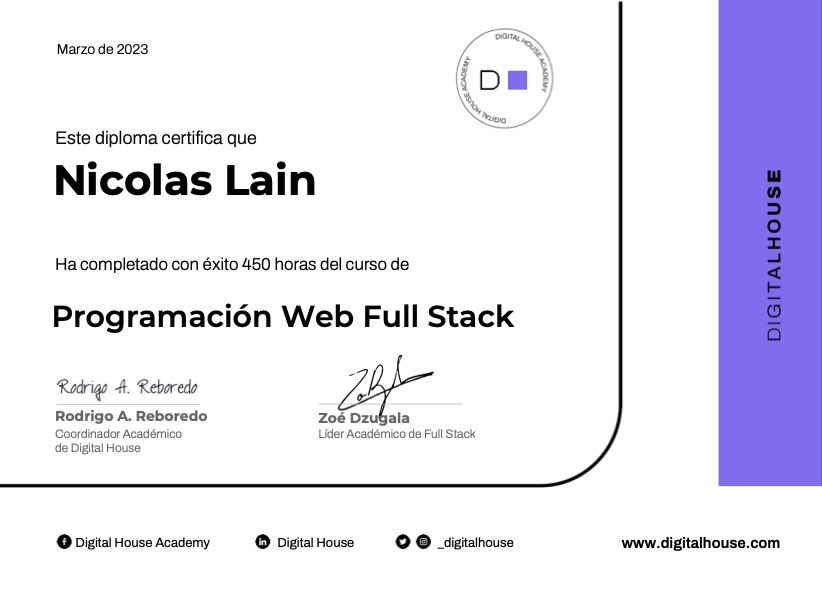 Marzo de 2023
DIGITAL HOUSE ACADEMY
DIGITAL HOUSE ACADEMY
D
Este diploma certifica que
Nicolas Lain
Ha completado con éxito 450 horas del curso de
Programación Web Full Stack
Rodrigo A. Reboredo
Rodrigo A. Reboredo
Coordinador Académico
de Digital House
Zoé Dzugala
Líder Académico de Full Stack
DIGITALHOUSE
Digital House Academy
Digital House
_digitalhouse
www.digitalhouse.com